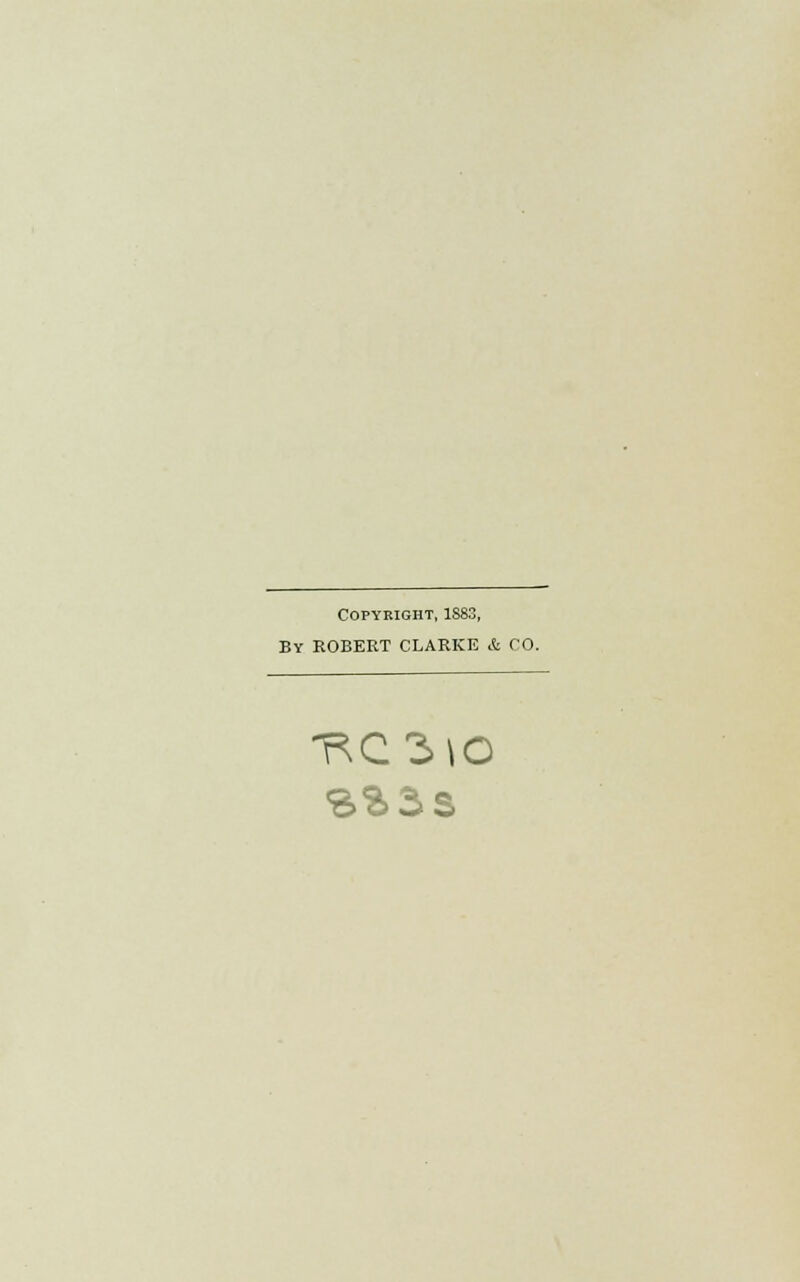 COPYRIGHT, 1883,
BY ROBERT CLARKE & CO.
RC310
883s